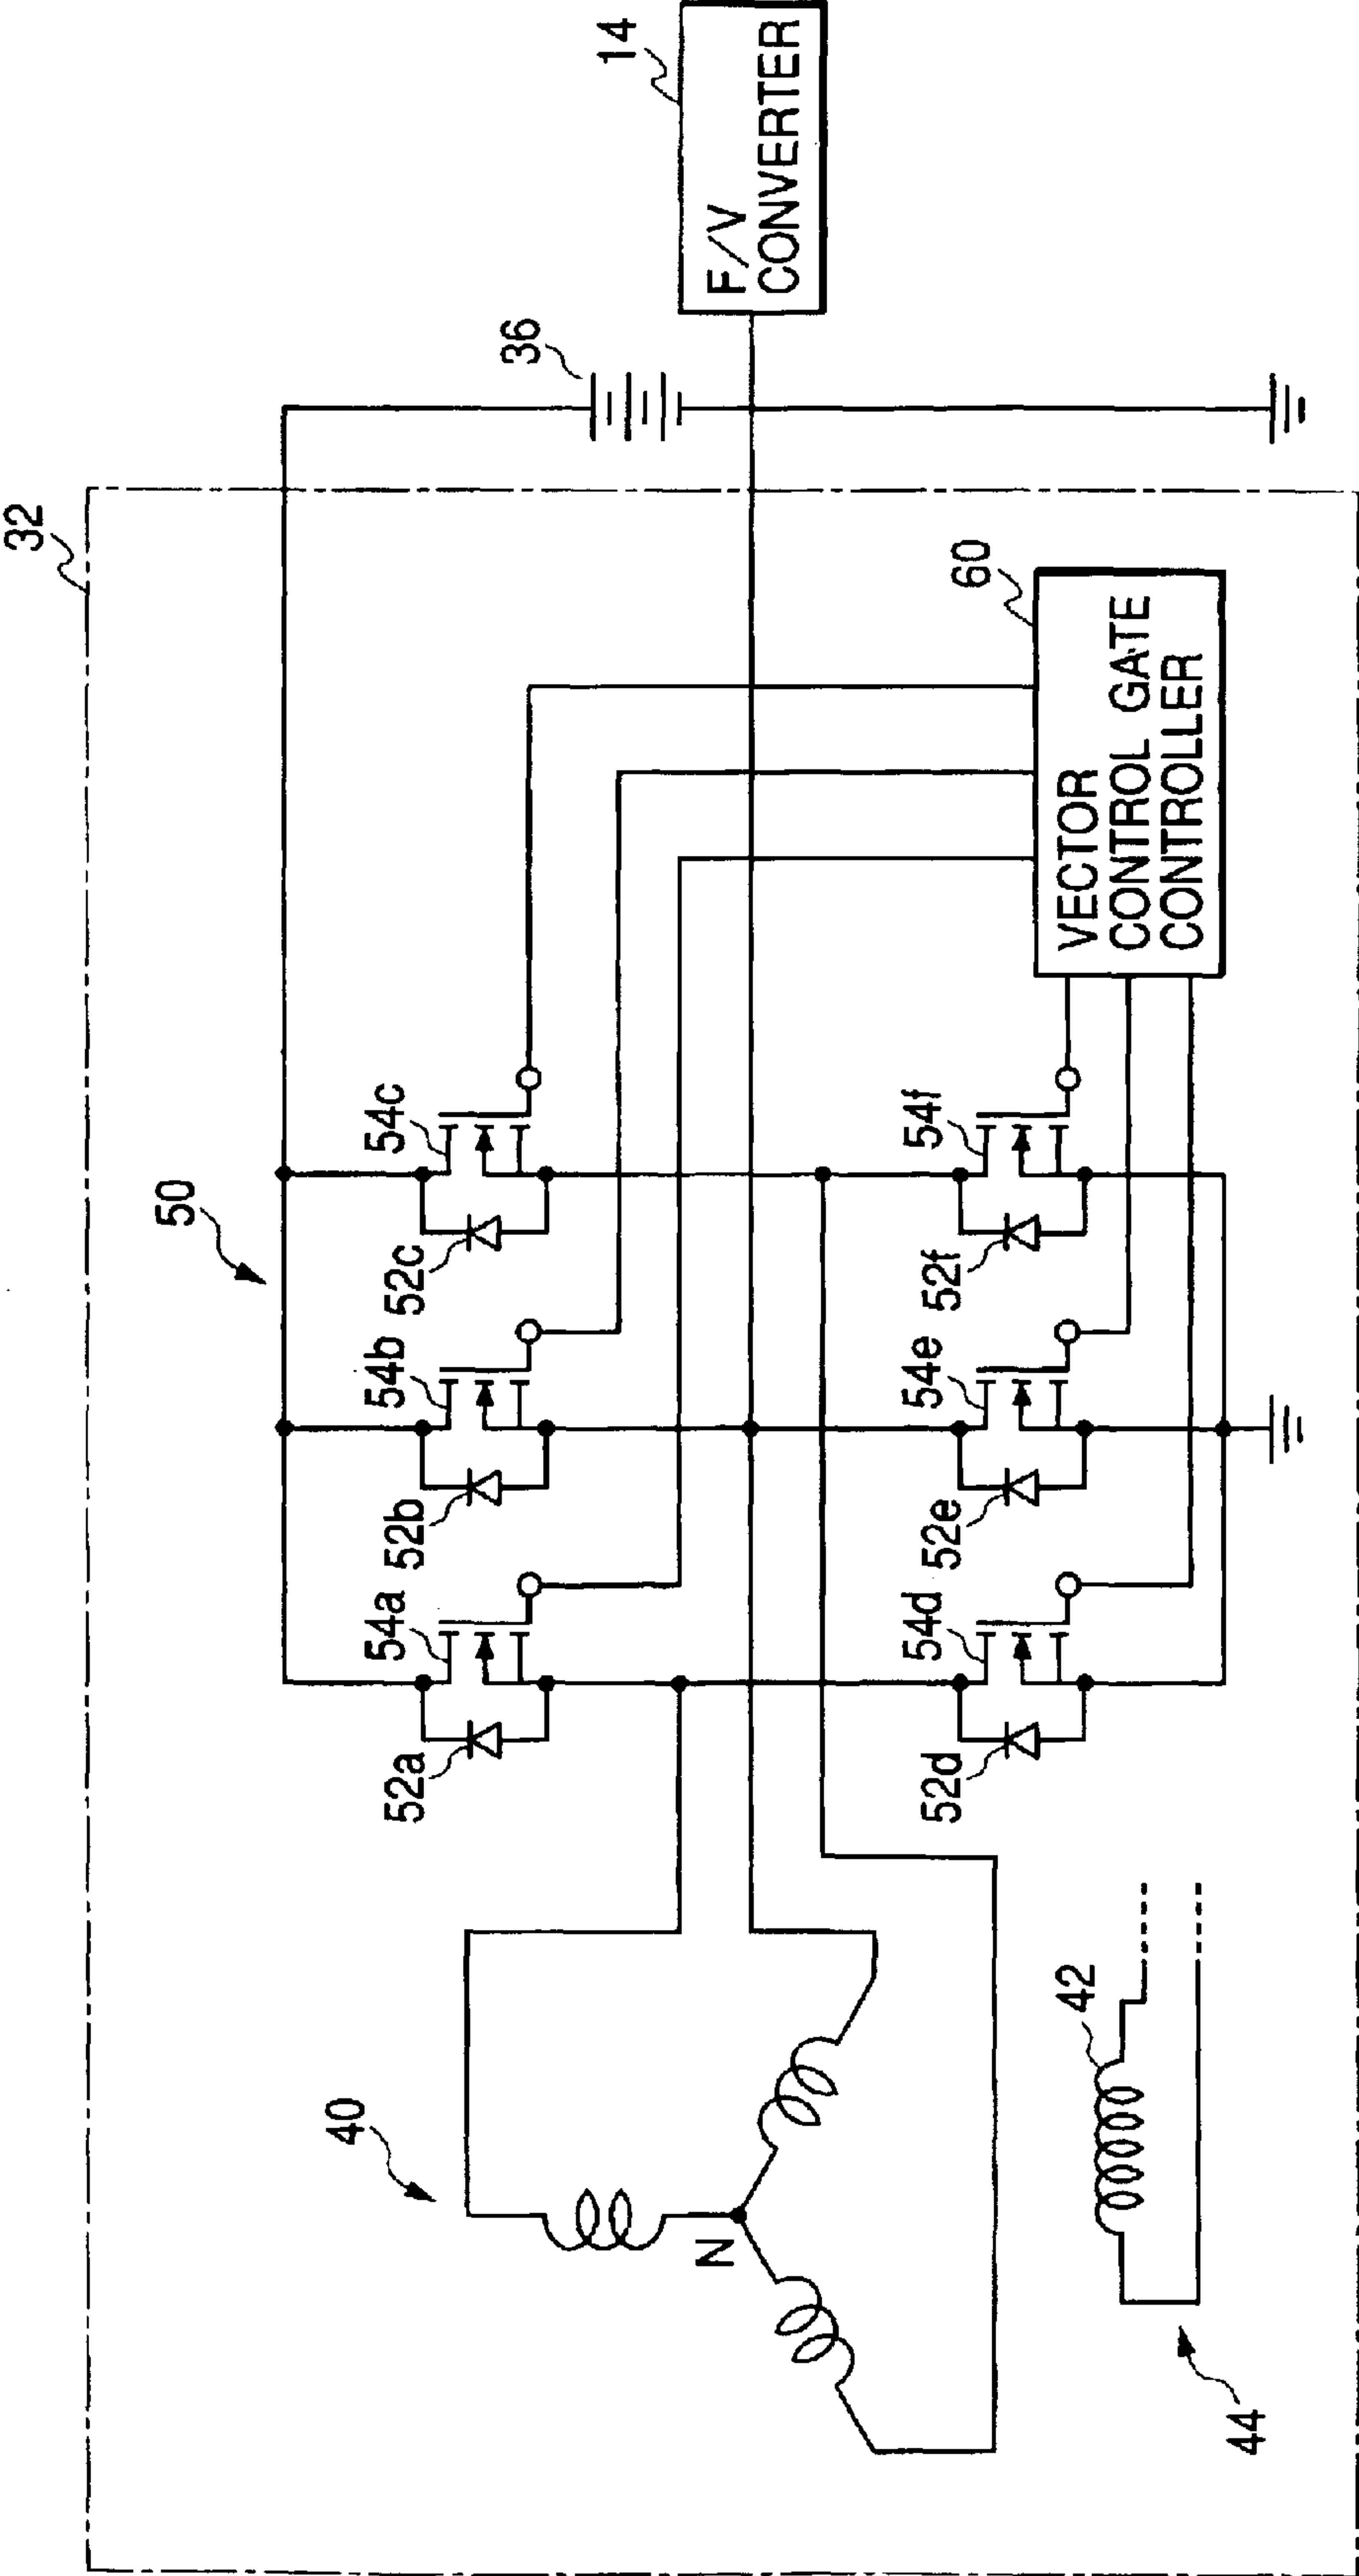 32
50
36
14
F/V
CONVERTER
40
N
52a
54a
52b
54b
52c
54c
52d
54d
52e
54e
52f
54f
60
VECTOR
CONTROL GATE
CONTROLLER
42
44